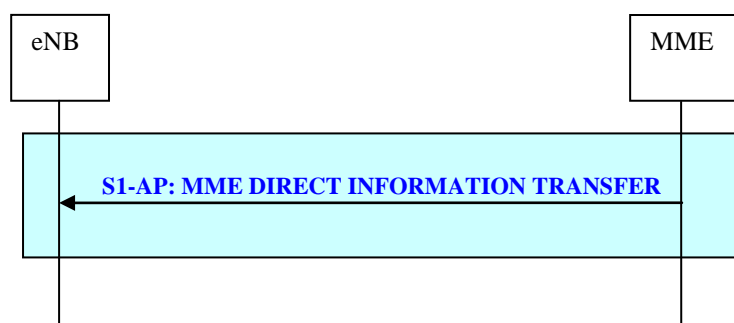 eNB
MME
S1-AP: MME DIRECT INFORMATION TRANSFER